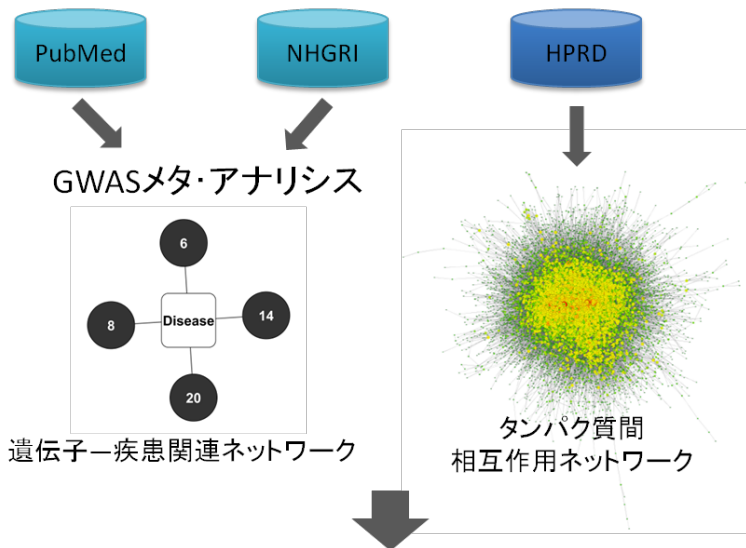 PubMed
NHGRI
HPRD
GWASメタ・アナリシス
6
8
Disease
14
20
遺伝子—疾患関連ネットワーク
タンパク質間
相互作用ネットワーク